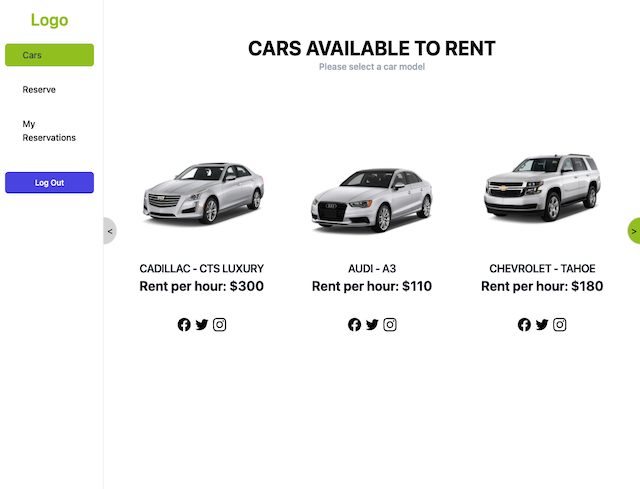 Logo
Cars
Reserve
My
Reservations
Log Out
CARS AVAILABLE TO RENT
Please select a car model
<
>
CADILLAC - CTS LUXURY
Rent per hour: $300
AUDI - A3
Rent per hour: $110
CHEVROLET - TAHOE
Rent per hour: $180